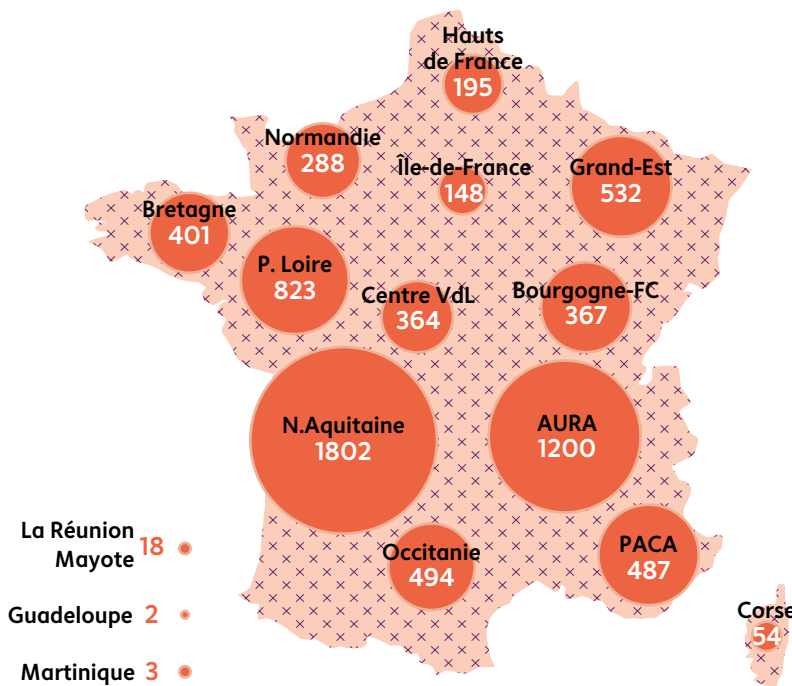 Hauts
de France
195
Normandie
288
Île-de-France
148
Grand-Est
532
Bretagne
401
P. Loire
823
Centre VdL
364
Bourgogne-FC
367
N.Aquitaine
1802
AURA
1200
La Réunion
Mayote
18
Occitanie
494
PACA
487
Guadeloupe 2
Corse
54
Martinique 3